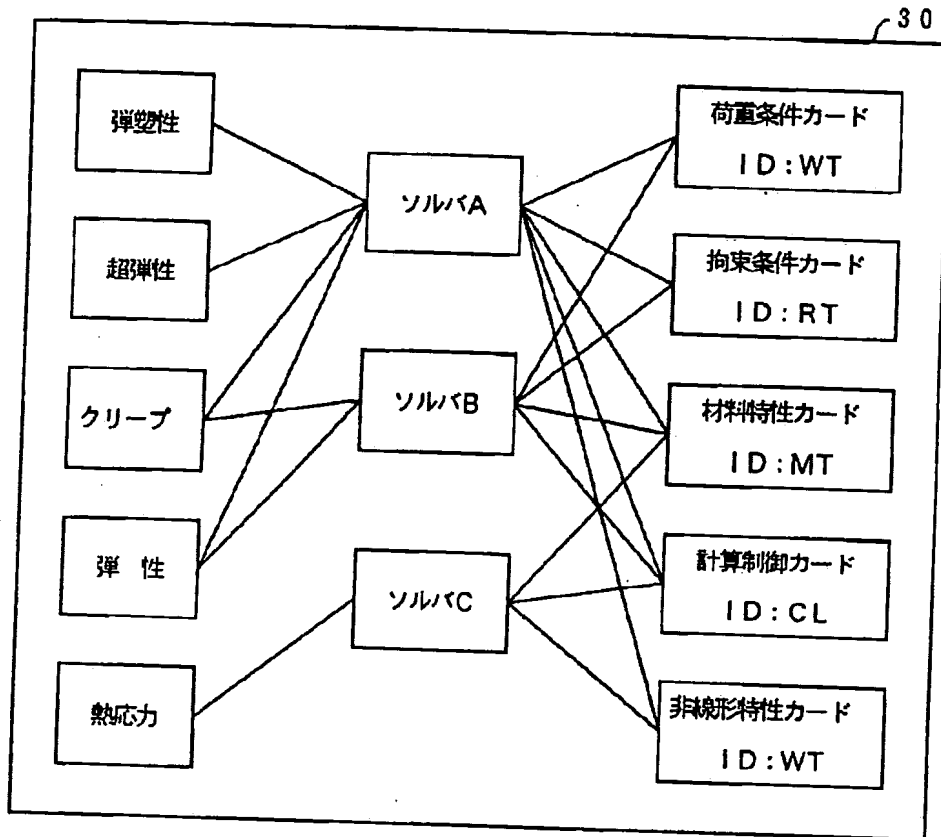 30
弾塑性
超弾性
クリープ
弾 性
熱応力
ソルバA
ソルバB
ソルバC
荷重条件カード
ID:WT
拘束条件カード
ID:RT
材料特性カード
ID:MT
計算制御カード
ID:CL
非線形特性カード
ID:WT